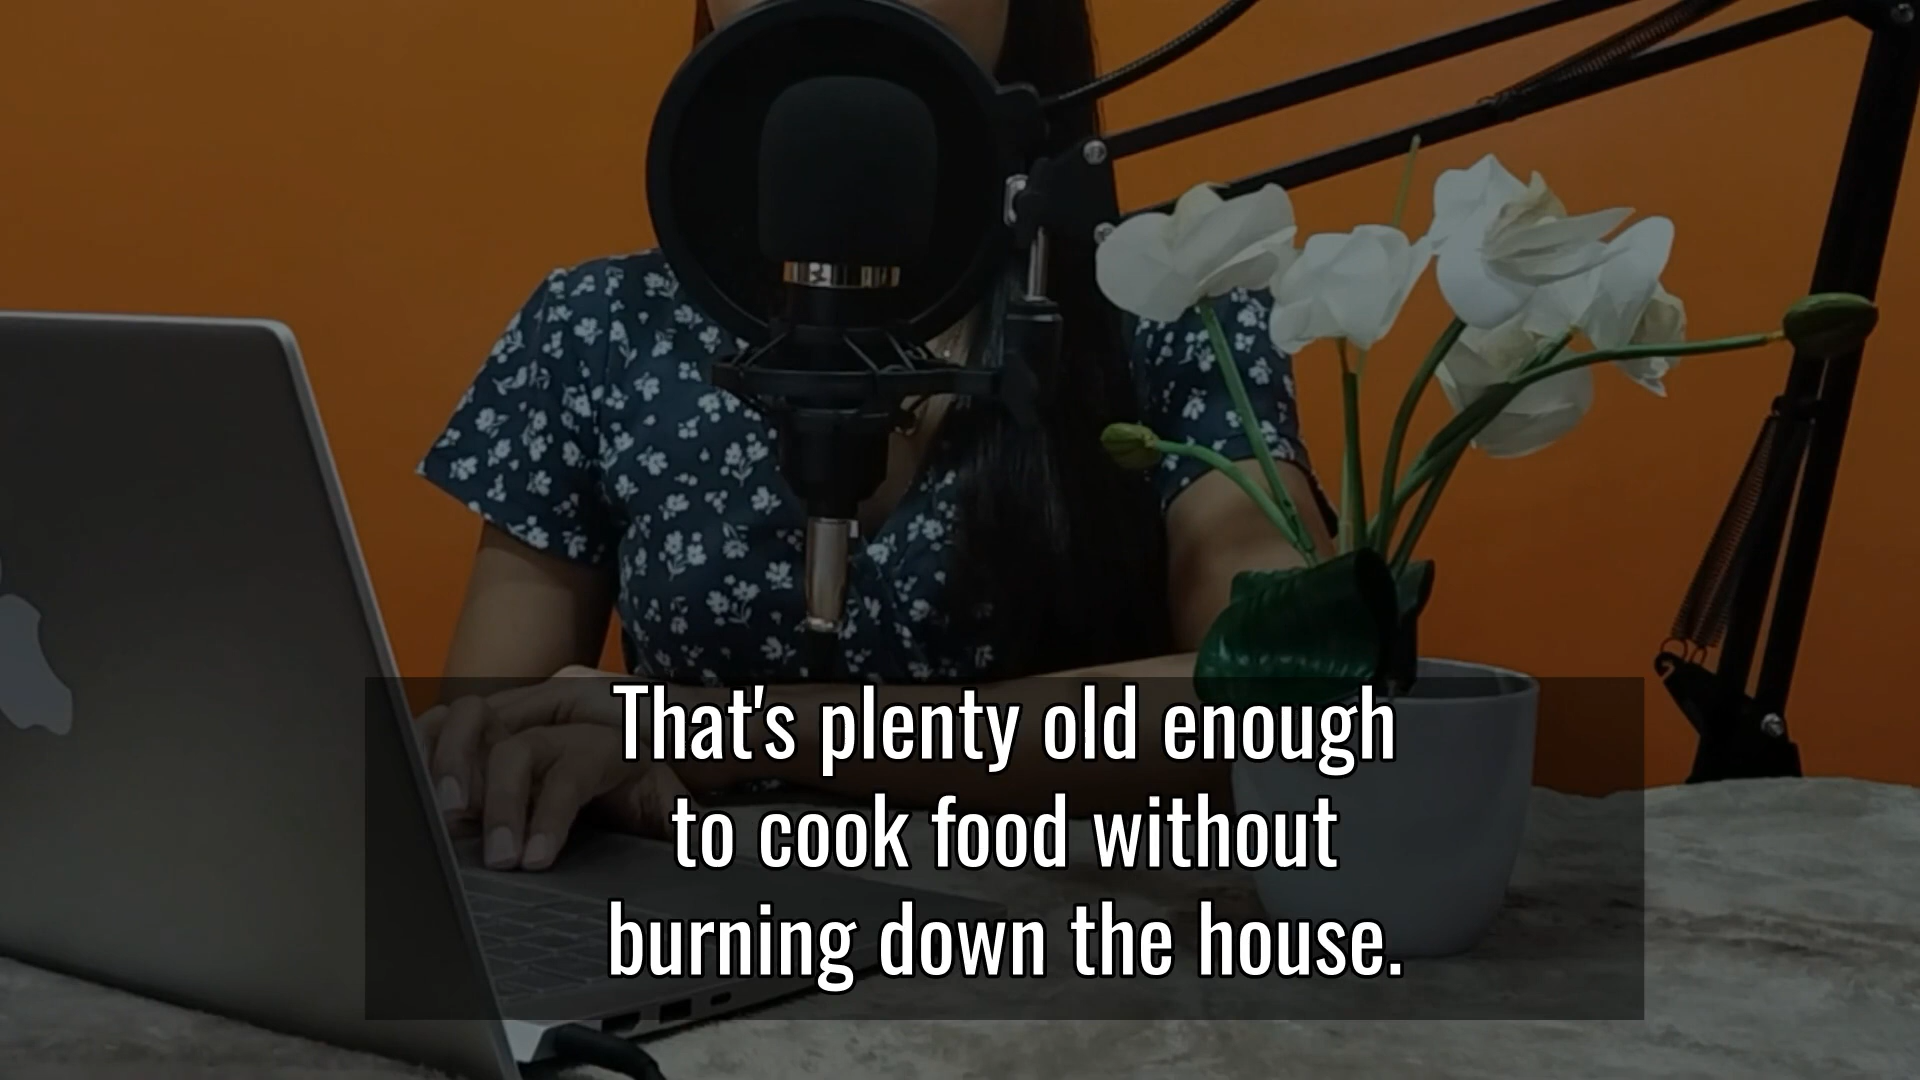 That's plenty old enough
to cook food without
burning down the house.